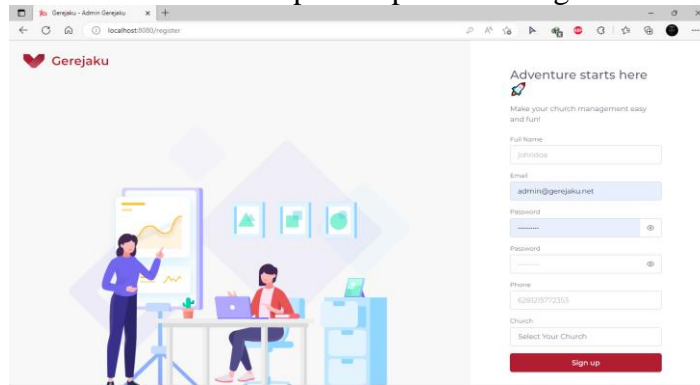 Gerejaku - Admin Gerejaku
localhost:8080/register
Gerejaku
Adventure starts here
🚀
Make your church management easy
and fun!
Full Name
johndoe
Email
admin@gerejaku.net
Password
Password
Phone
6281215772353
Church
Select Your Church
Sign up